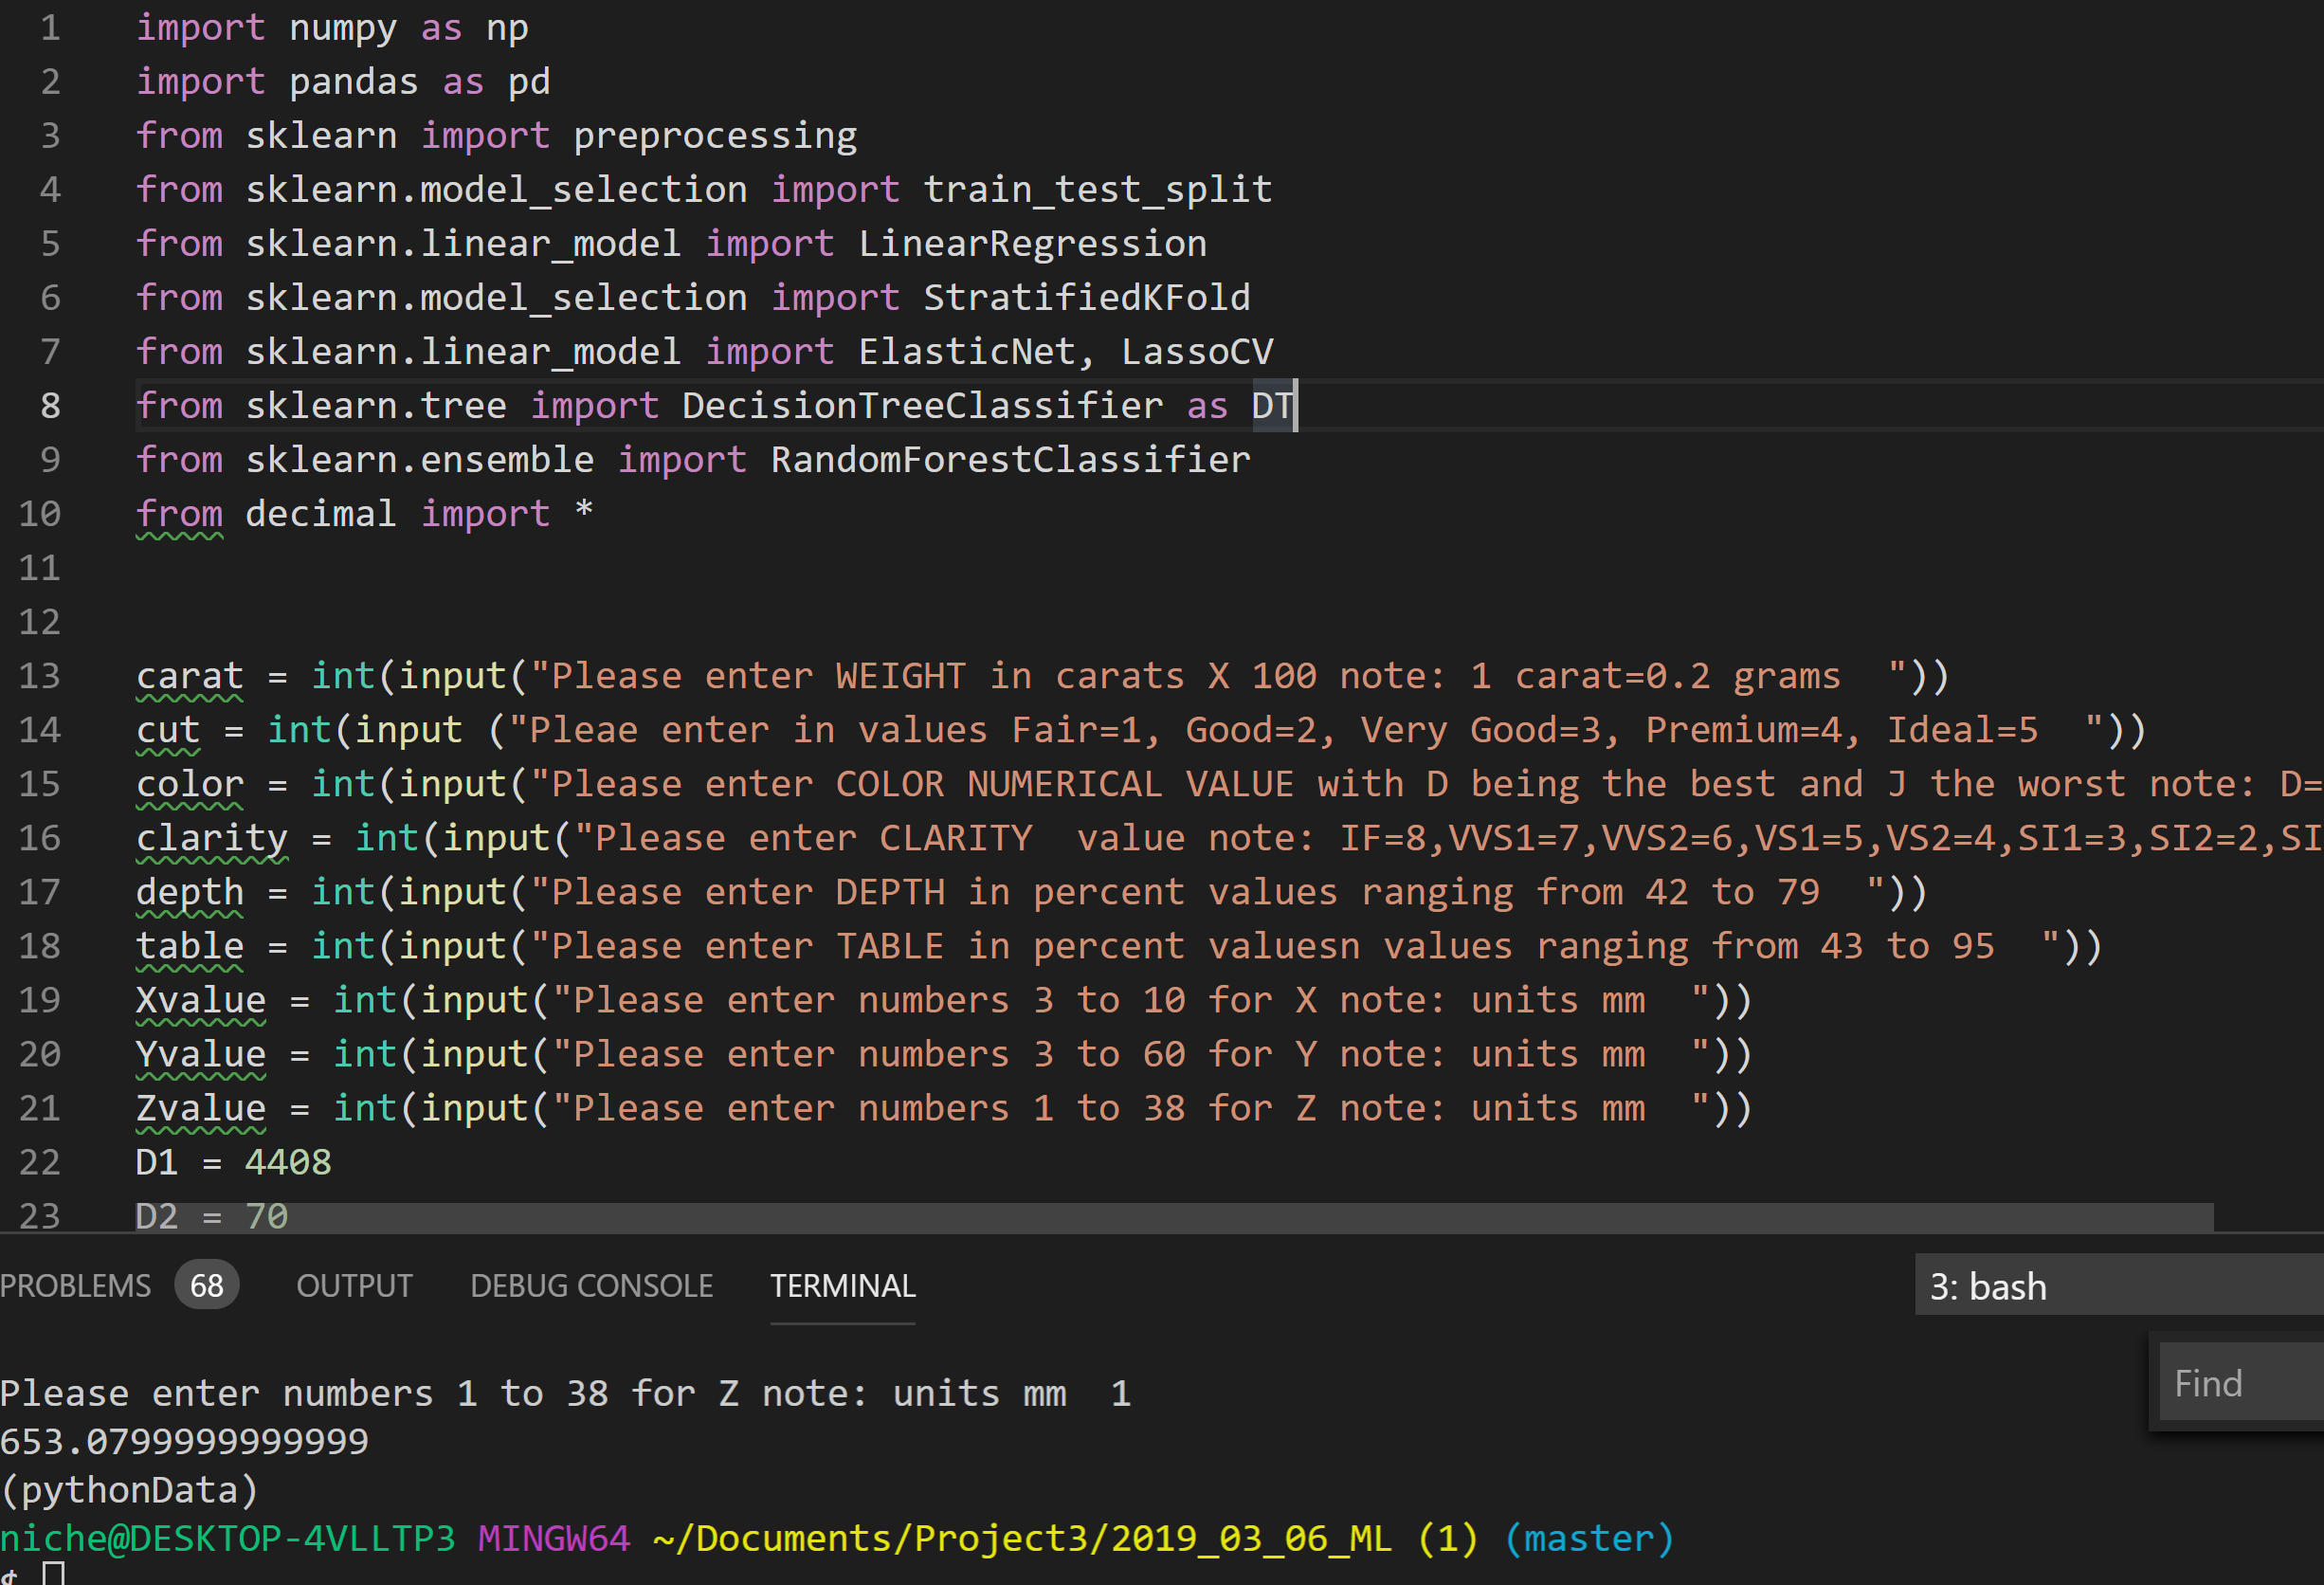 1 import numpy as np
2 import pandas as pd
3 from sklearn import preprocessing
4 from sklearn.model_selection import train_test_split
5 from sklearn.linear_model import LinearRegression
6 from sklearn.model_selection import StratifiedKFold
7 from sklearn.linear_model import ElasticNet, LassoCV
8 from sklearn.tree import DecisionTreeClassifier as DT
9 from sklearn.ensemble import RandomForestClassifier
10 from decimal import *
11
12
13 carat = int(input("Please enter WEIGHT in carats X 100 note: 1 carat=0.2 grams  "))
14 cut = int(input ("Pleae enter in values Fair=1, Good=2, Very Good=3, Premium=4, Ideal=5  "))
15 color = int(input("Please enter COLOR NUMERICAL VALUE with D being the best and J the worst note: D=
16 clarity = int(input("Please enter CLARITY  value note: IF=8,VVS1=7,VVS2=6,VS1=5,VS2=4,SI1=3,SI2=2,SI
17 depth = int(input("Please enter DEPTH in percent values ranging from 42 to 79  "))
18 table = int(input("Please enter TABLE in percent valuesn values ranging from 43 to 95  "))
19 Xvalue = int(input("Please enter numbers 3 to 10 for X note: units mm  "))
20 Yvalue = int(input("Please enter numbers 3 to 60 for Y note: units mm  "))
21 Zvalue = int(input("Please enter numbers 1 to 38 for Z note: units mm  "))
22 D1 = 4408
23 D2 = 70
PROBLEMS 68 OUTPUT DEBUG CONSOLE TERMINAL 3: bash
Find
Please enter numbers 1 to 38 for Z note: units mm  1
653.0799999999999
(pythonData)
niche@DESKTOP-4VLLTP3 MINGW64 ~/Documents/Project3/2019_03_06_ML (1) (master)
$